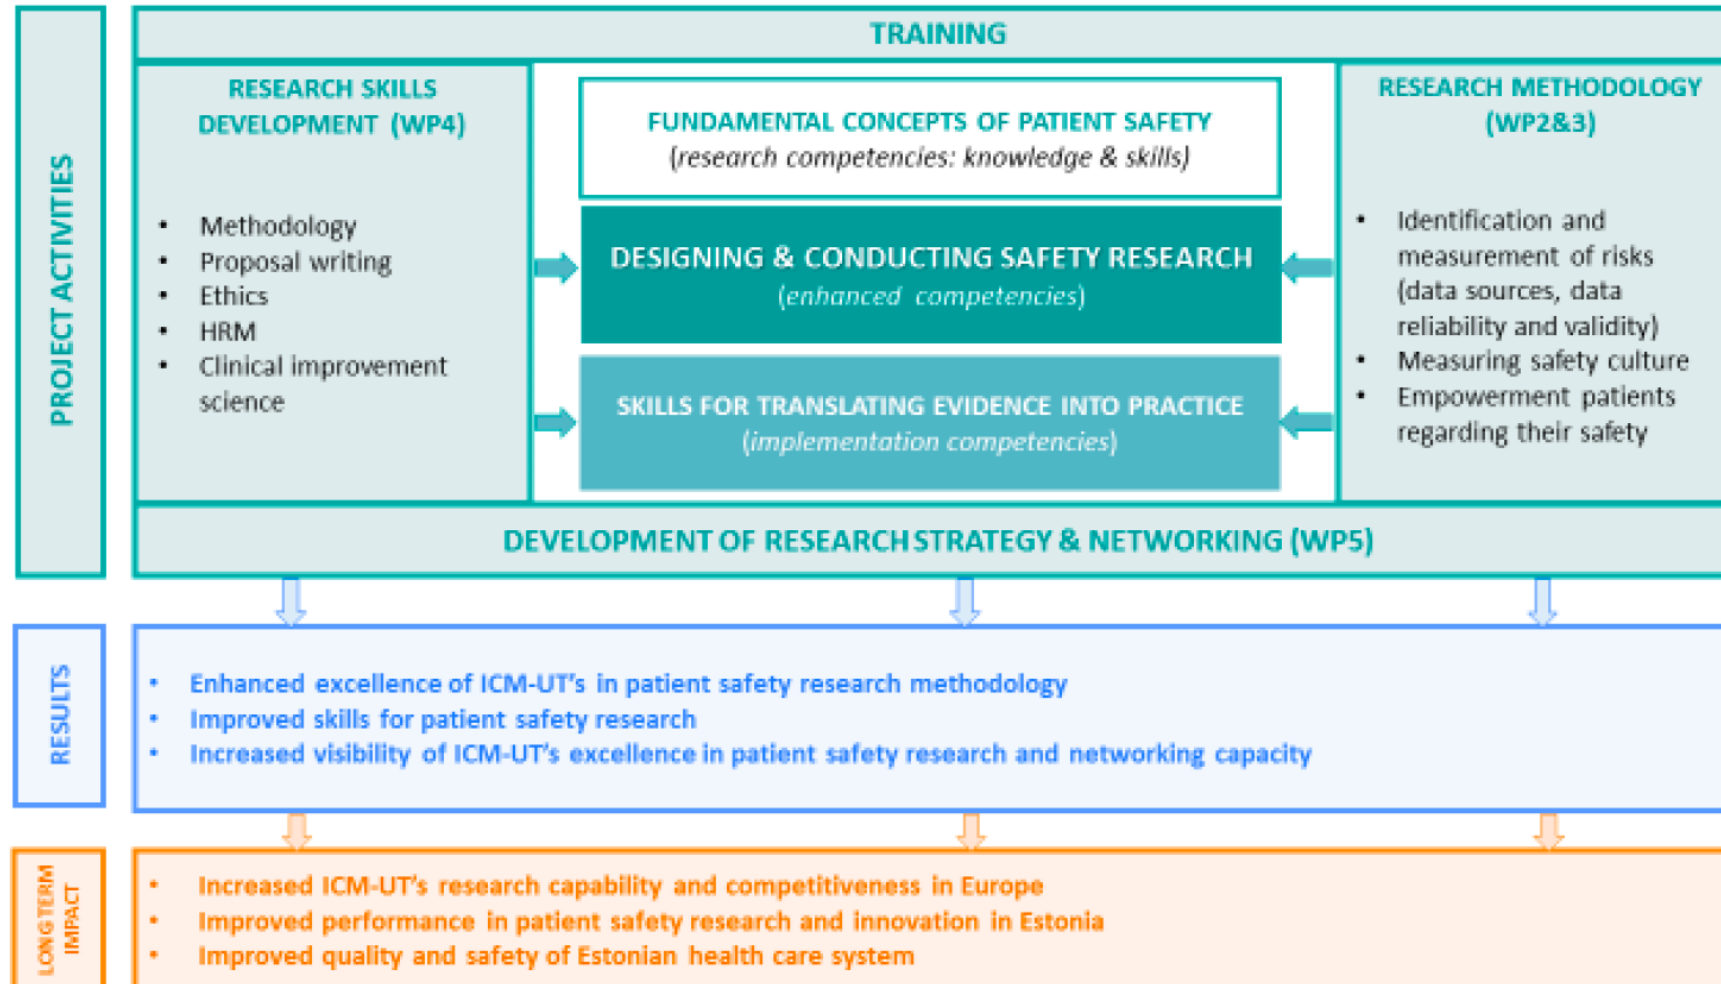 TRAINING
PROJECT ACTIVITIES
RESEARCH SKILLS
DEVELOPMENT (WP4)
• Methodology
• Proposal writing
• Ethics
• HRM
• Clinical improvement
science
FUNDAMENTAL CONCEPTS OF PATIENT SAFETY
(research competencies: knowledge & skills)
DESIGNING & CONDUCTING SAFETY RESEARCH
(enhanced competencies)
SKILLS FOR TRANSLATING EVIDENCE INTO PRACTICE
(implementation competencies)
RESEARCH METHODOLOGY
(WP2&3)
• Identification and
measurement of risks
(data sources, data
reliability and validity)
• Measuring safety culture
• Empowerment patients
regarding their safety
DEVELOPMENT OF RESEARCH STRATEGY & NETWORKING (WP5)
RESULTS
• Enhanced excellence of ICM-UT's in patient safety research methodology
• Improved skills for patient safety research
• Increased visibility of ICM-UT's excellence in patient safety research and networking capacity
LONG TERM
IMPACT
• Increased ICM-UT's research capability and competitiveness in Europe
• Improved performance in patient safety research and innovation in Estonia
• Improved quality and safety of Estonian health care system